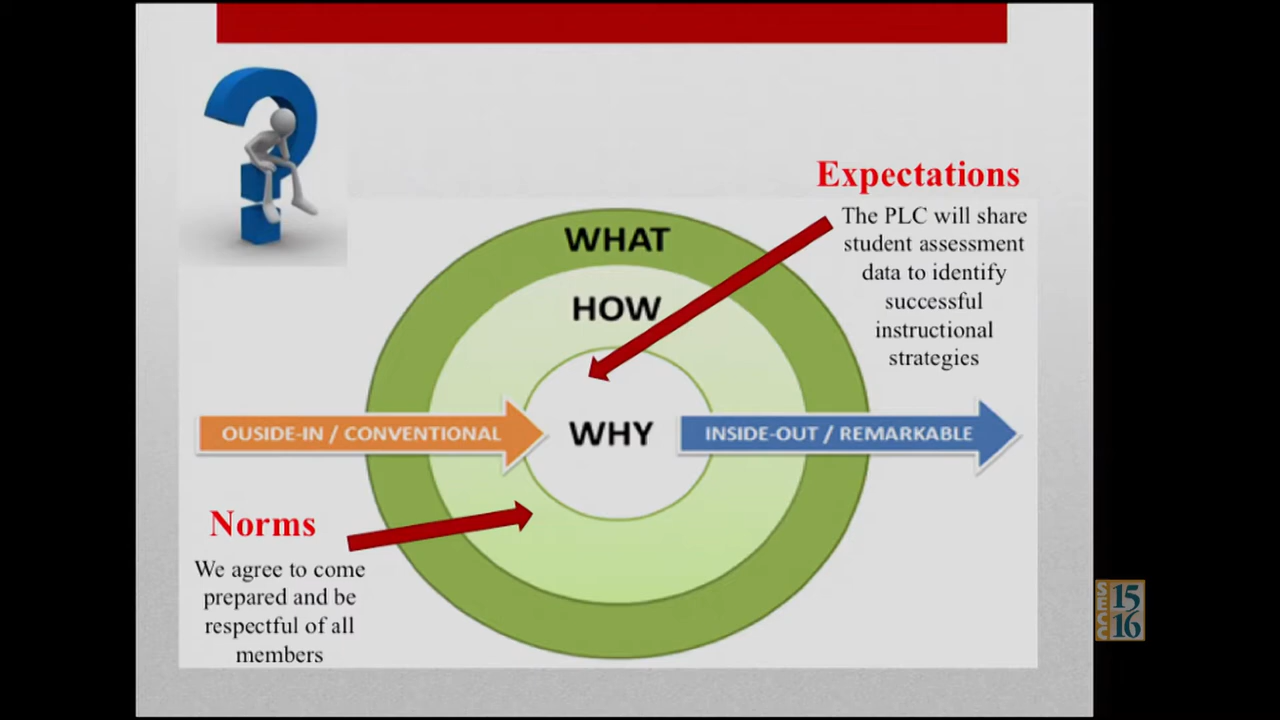 Expectations
The PLC will share
student assessment
data to identify
successful
instructional
strategies
WHAT
HOW
WHY
OUSIDE-IN / CONVENTIONAL
INSIDE-OUT / REMARKABLE
Norms
We agree to come
prepared and be
respectful of all
members
SECC
15
16